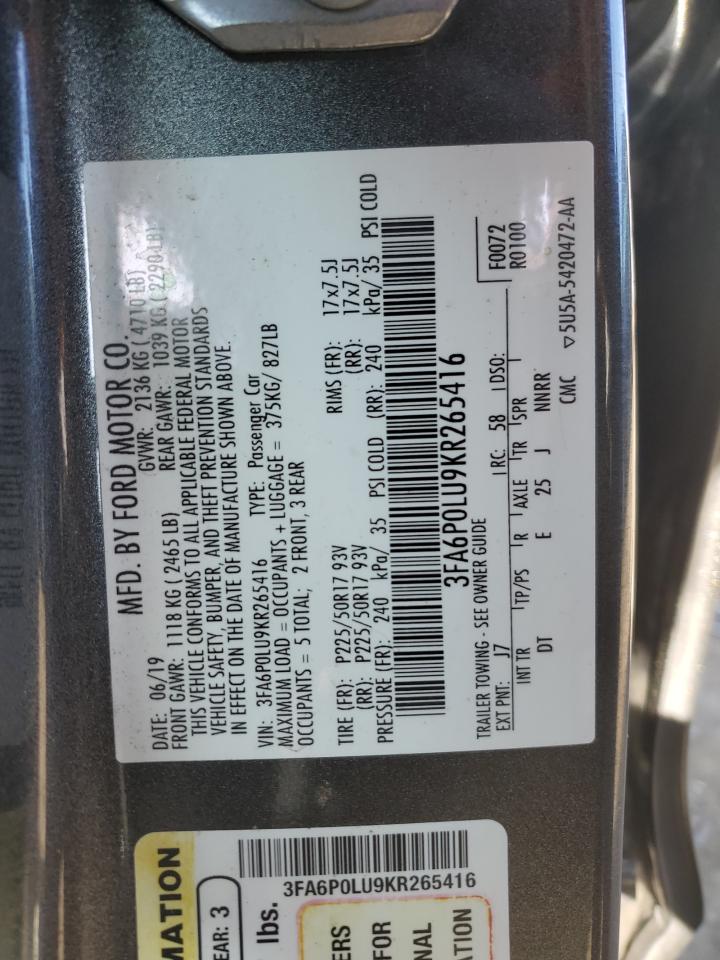 MFD. BY FORD MOTOR CO.
DATE: 06/19 GVWR: 2136 KG ( 4710 LB)
FRONT GAWR: 1118 KG ( 2465 LB) REAR GAWR: 1039 KG ( 2290 LB)
THIS VEHICLE CONFORMS TO ALL APPLICABLE FEDERAL MOTOR
VEHICLE SAFETY, BUMPER, AND THEFT PREVENTION STANDARDS
IN EFFECT ON THE DATE OF MANUFACTURE SHOWN ABOVE.
VIN: 3FA6P0LU9KR265416 TYPE: Passenger Car
MAXIMUM LOAD = OCCUPANTS + LUGGAGE = 375KG/ 827LB
OCCUPANTS = 5 TOTAL; 2 FRONT, 3 REAR
TIRE (FR): P225/50R17 93V RIMS (FR): 17x7.5J
(RR): P225/50R17 93V (RR): 17x7.5J
PRESSURE (FR): 240 kPa/ 35 PSI COLD (RR): 240 kPa/ 35 PSI COLD
3FA6P0LU9KR265416
TRAILER TOWING - SEE OWNER GUIDE F0072
EXT PNT: J7 RC: 58 DSO: R0100
INT TR TP/PS R AXLE TR SPR
DT E 25 J NNRR
CMC ▽5U5A-5420472-AA
MATION
EAR: 3
lbs.
3FA6P0LU9KR265416
ERS
FOR
NAL
ATION